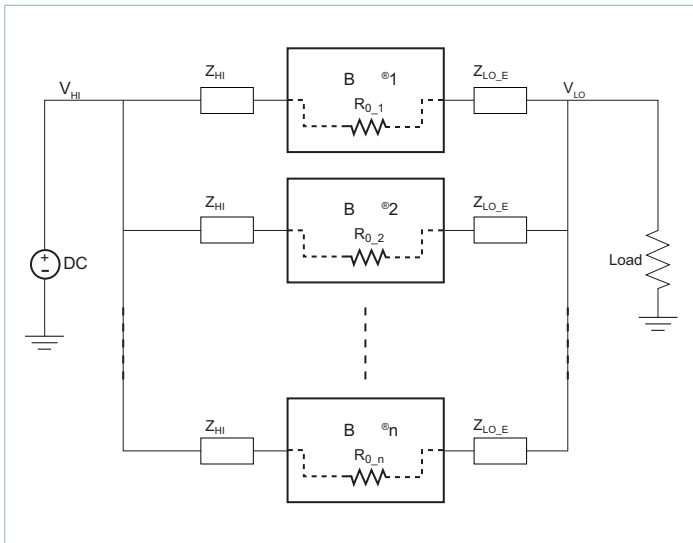 Z_HI B ®1 Z_LO_E
V_HI R_0_1 V_LO
Z_HI B ®2 Z_LO_E
R_0_2
+
- DC
Load
Z_HI B ®n Z_LO_E
R_0_n